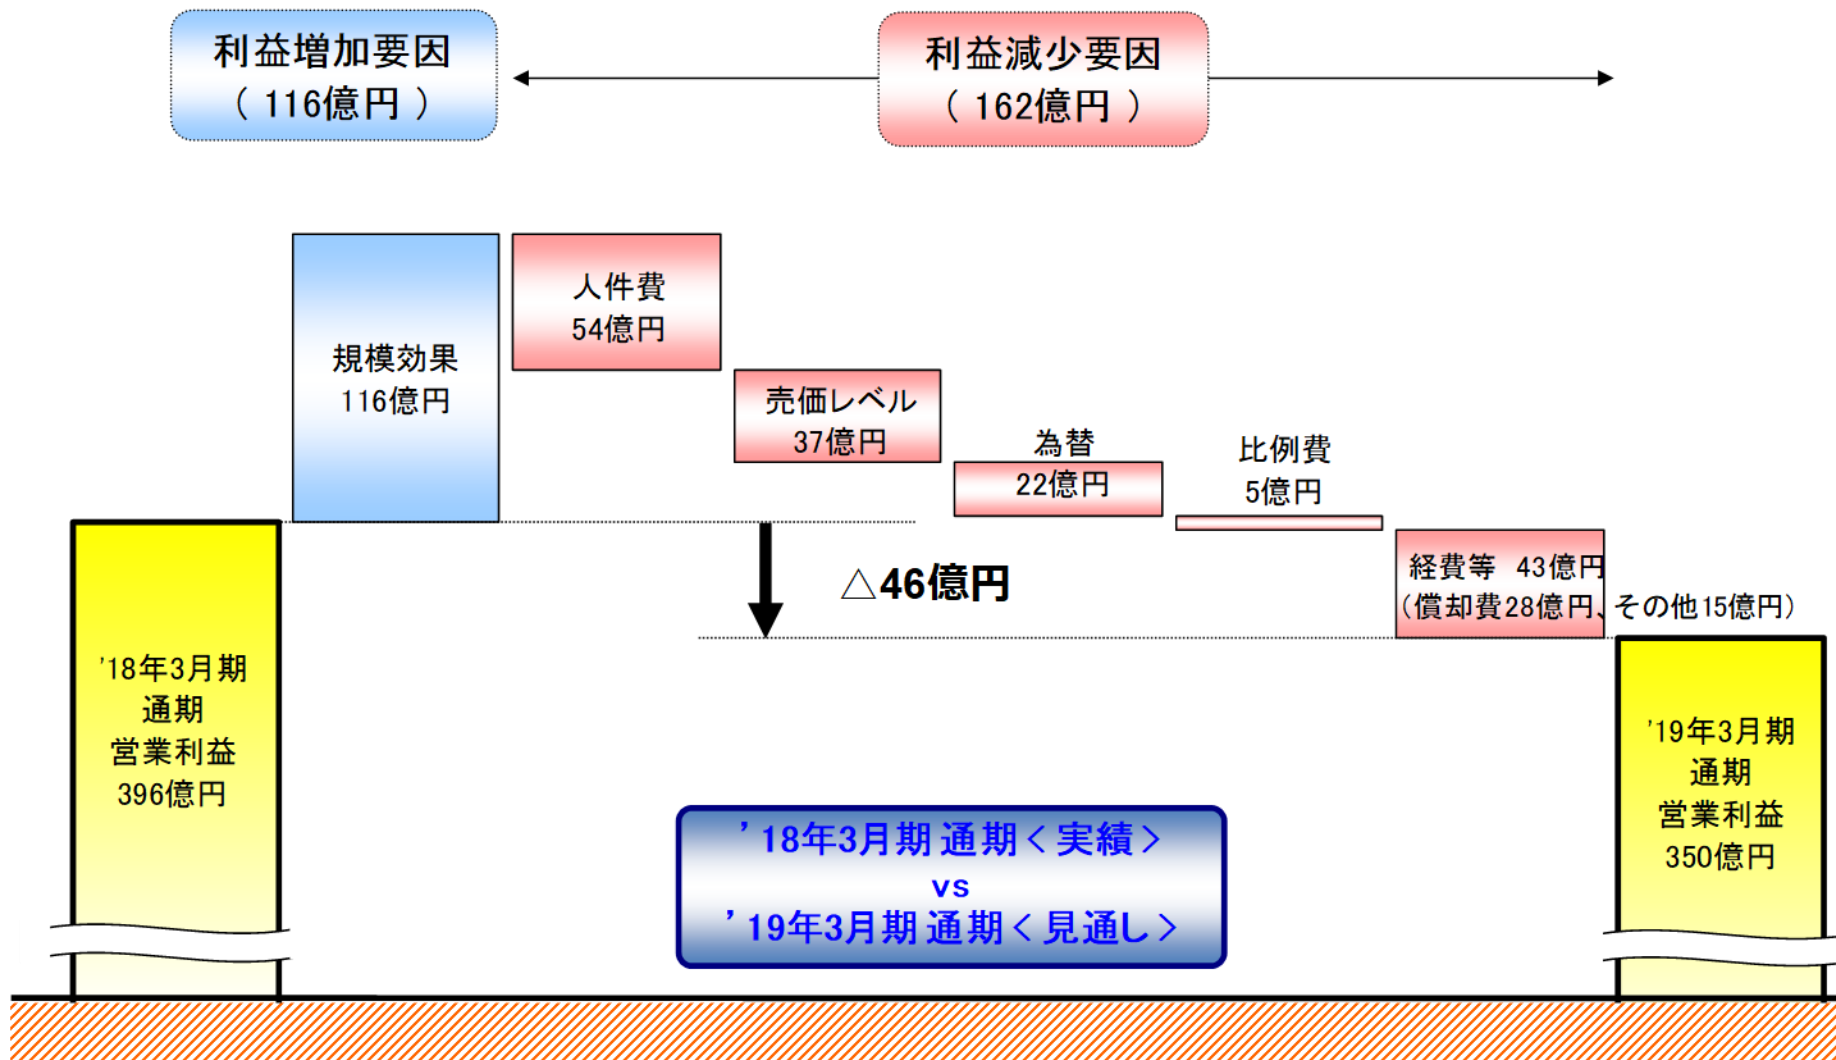 利益増加要因
（ 116億円 ）
利益減少要因
（ 162億円 ）
規模効果
116億円
人件費
54億円
売価レベル
37億円
為替
22億円
比例費
5億円
経費等 43億円
（償却費28億円、その他15億円）
△46億円
'18年3月期
通期
営業利益
396億円
'19年3月期
通期
営業利益
350億円
’18年3月期 通期＜実績＞
vs
’19年3月期 通期＜見通し＞